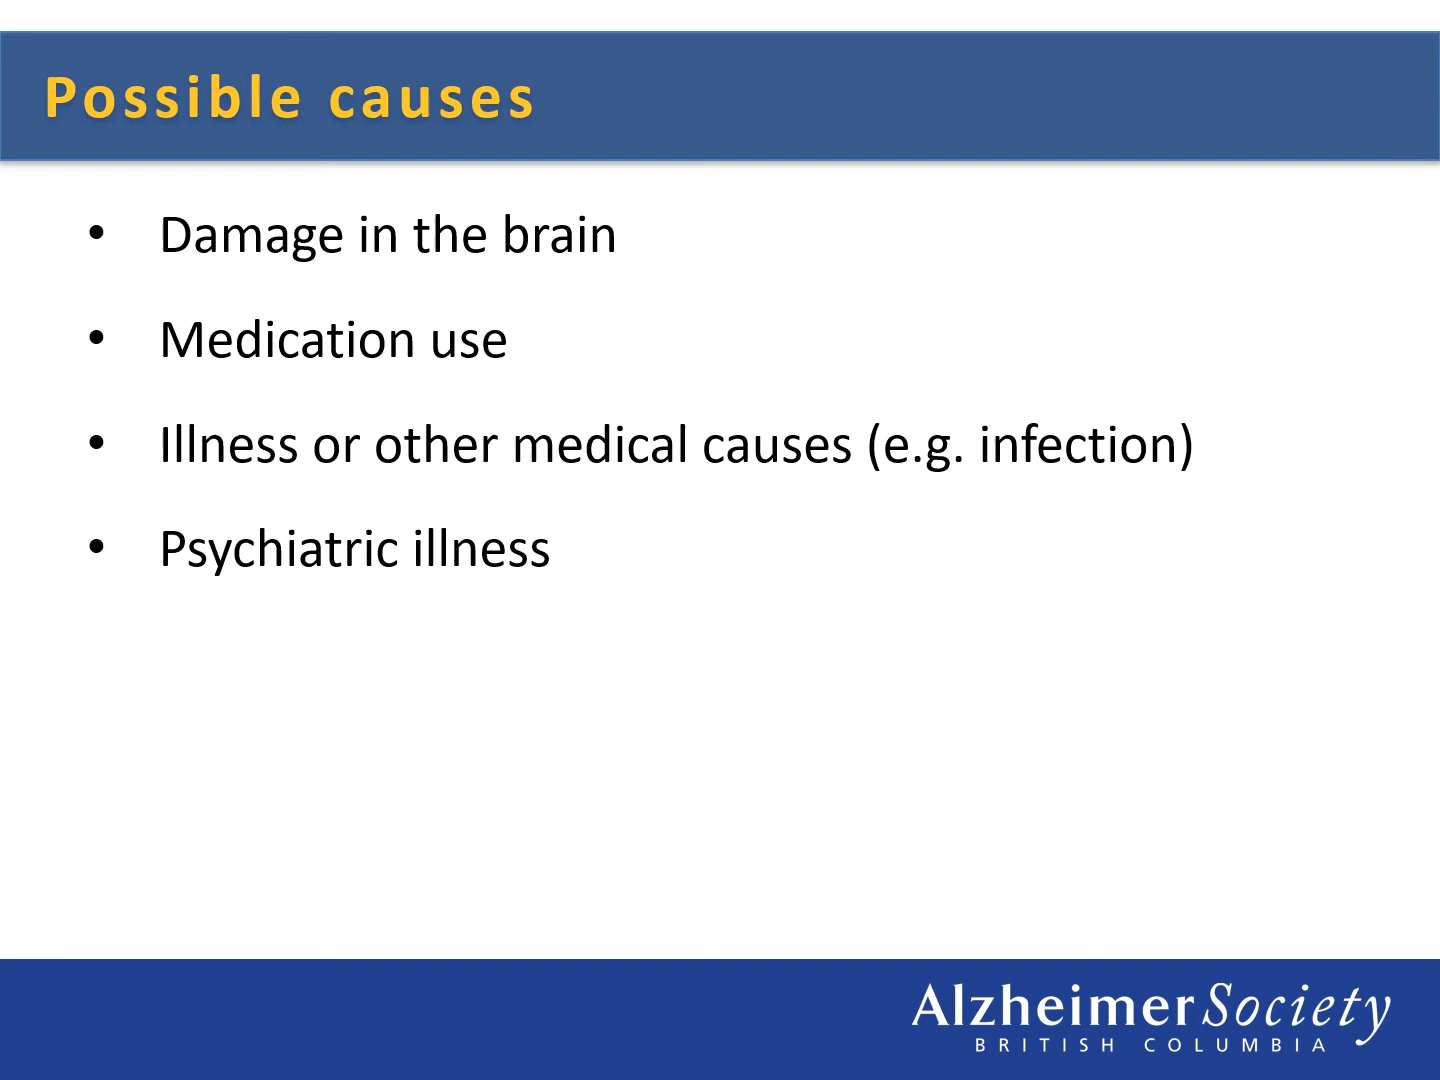 Possible causes
• Damage in the brain
• Medication use
• Illness or other medical causes (e.g. infection)
• Psychiatric illness
AlzheimerSociety
BRITISH COLUMBIA